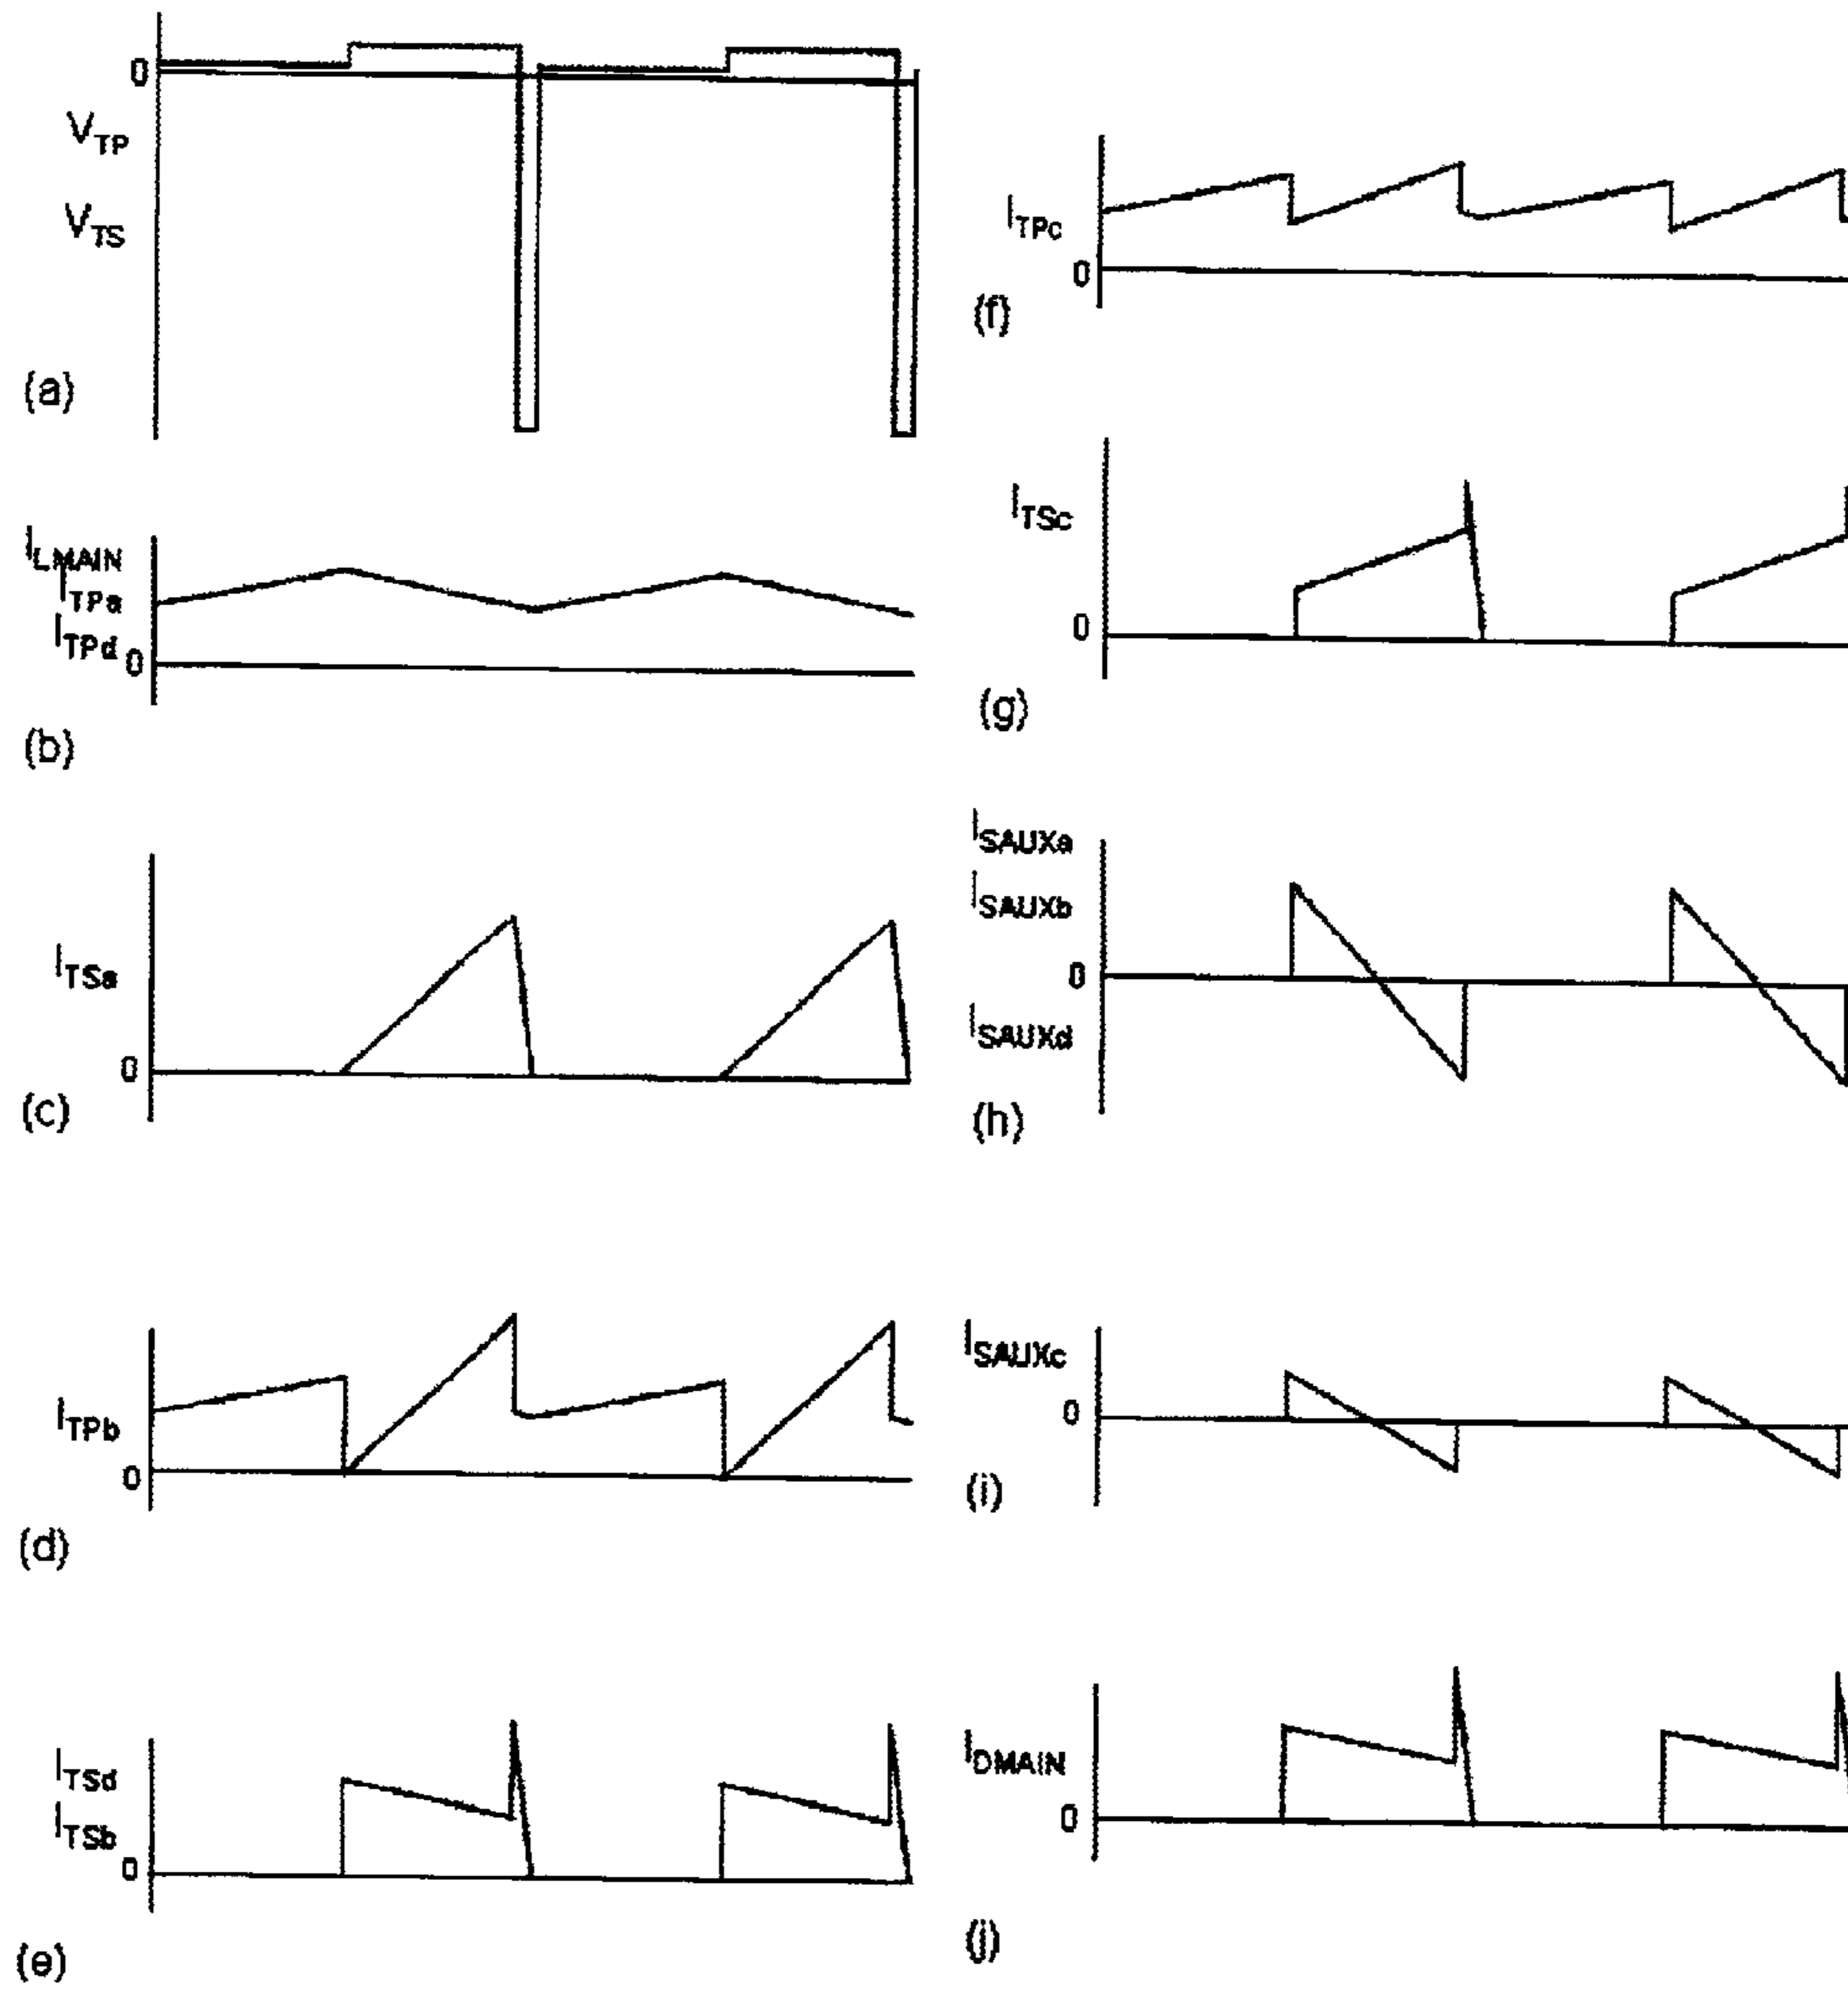 0
V_TP
V_TS
(a)
I_LMAIN
I_TPa
I_TPd
0
(b)
I_TSa
0
(c)
I_TPb
0
(d)
I_TSd
I_TSb
0
(e)
I_TPc
0
(f)
I_TSc
0
(g)
I_SAUXa
I_SAUXb
0
I_SAUXd
(h)
I_SAUXc
0
(i)
I_DMAIN
0
(j)